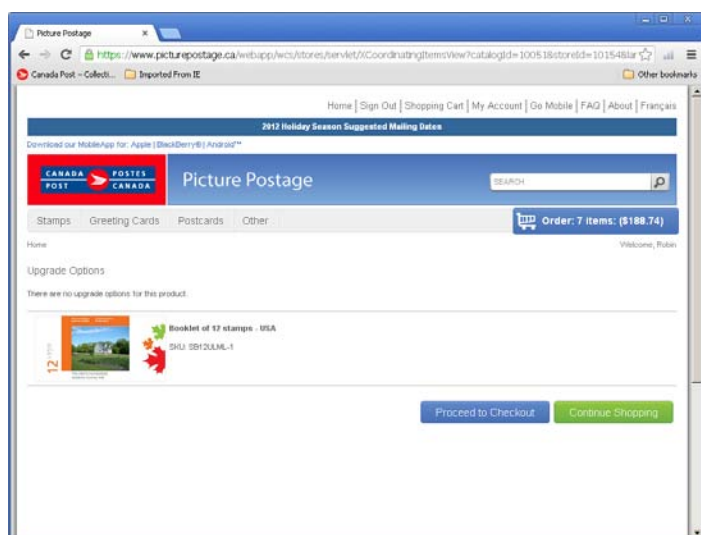 Picture Postage
https://www.picturepostage.ca/webapp/wcs/stores/servlet/XCoordinatingItemsView?catalogId=10051&storeId=10154&lar
Canada Post – Collecti... Imported From IE Other bookmarks
Home | Sign Out | Shopping Cart | My Account | Go Mobile | FAQ | About | Français
2012 Holiday Season Suggested Mailing Dates
Download our MobileApp for: Apple | BlackBerry® | Android™
CANADA POSTES
POST CANADA
Picture Postage
SEARCH
Stamps Greeting Cards Postcards Other
Order: 7 items: ($188.74)
Home Welcome, Robin
Upgrade Options
There are no upgrade options for this product.
12
Booklet of 12 stamps - USA
SKU: SB12ULML-1
Proceed to Checkout Continue Shopping